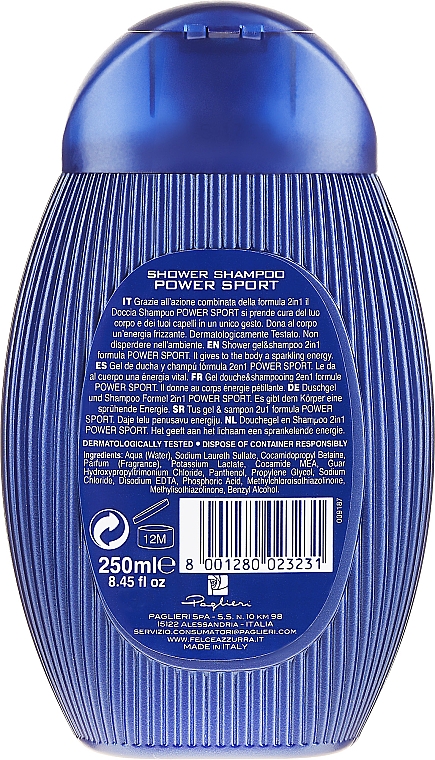 SHOWER SHAMPOO
POWER SPORT
IT Grazie all'azione combinata della formula 2in1 il
Doccia Shampoo POWER SPORT si prende cura del tuo
corpo e dei tuoi capelli in un unico gesto. Dona al corpo
un'energia frizzante. Dermatologicamente Testato. Non
disperdere nell'ambiente. EN Shower gel&shampoo 2in1
formula POWER SPORT. It gives to the body a sparkling energy.
ES Gel de ducha y champú fórmula 2en1 POWER SPORT. Le da
al cuerpo una énergia vital. FR Gel douche&shampooing 2en1 formule
POWER SPORT. Il donne au corps énergie petillante. DE Duschgel
und Shampoo Formel 2in1 POWER SPORT. Es gibt dem Körper eine
sprühende Energie. SR Tus gel & sampon 2u1 formula POWER
SPORT. Daje telu penusavu energiju. NL Douchegel en Shampoo 2in1
POWER SPORT. Het geeft aan het lichaam een sprankelende energie.
DERMATOLOGICALLY TESTED • DISPOSE OF CONTAINER RESPONSIBLY
Ingredients: Aqua (Water), Sodium Laureth Sulfate, Cocamidopropyl Betaine,
Parfum (Fragrance), Potassium Lactate, Cocamide MEA, Guar
Hydroxypropyltrimonium Chloride, Panthenol, Propylene Glycol, Sodium
Chloride, Disodium EDTA, Phosphoric Acid, Methylchloroisothiazolinone,
Methylisothiazolinone, Benzyl Alcohol.
009187
12M
250ml e
8.45 fl oz
8 001280 023231
Paglieri
PAGLIERI SPA - S.S. N. 10 KM 98
15122 ALESSANDRIA - ITALIA
SERVIZIO.CONSUMATORI@PAGLIERI.COM
WWW.FELCEAZZURRA.IT
MADE IN ITALY